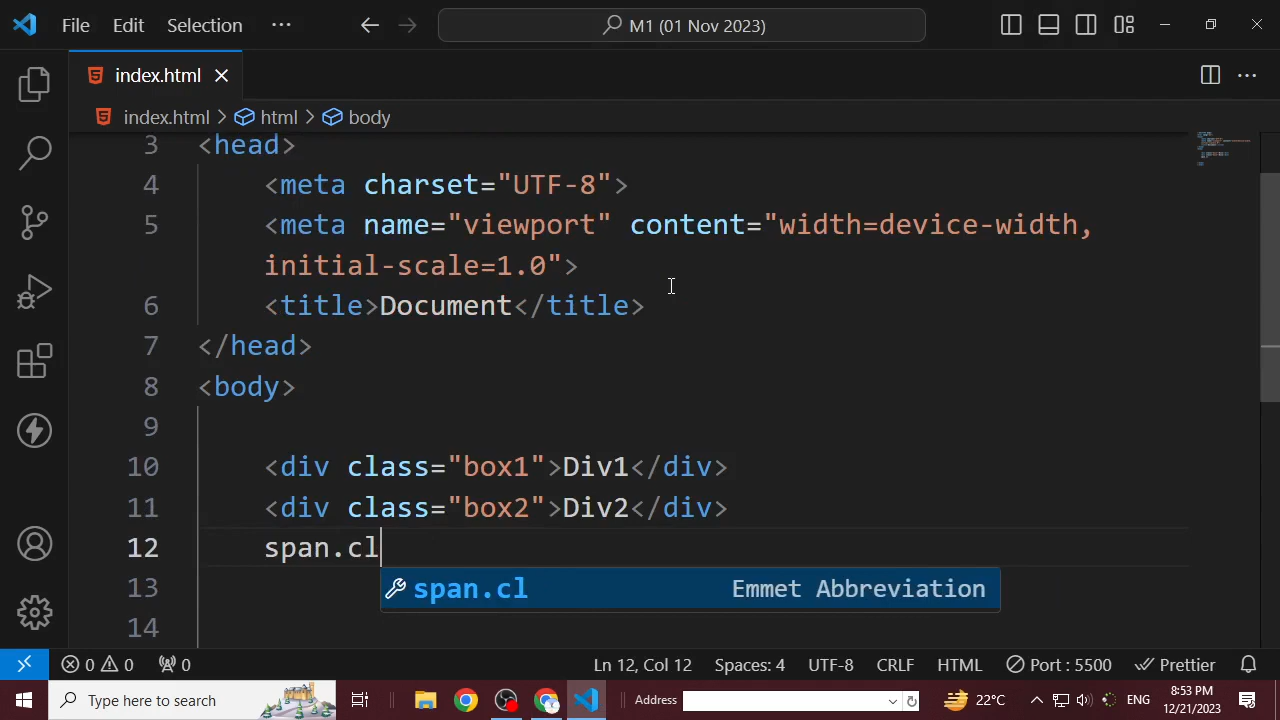 File Edit Selection ··· M1 (01 Nov 2023)
index.html
index.html > html > body
3 <head>
4 <meta charset="UTF-8">
5 <meta name="viewport" content="width=device-width,
initial-scale=1.0">
6 <title>Document</title>
7 </head>
8 <body>
9
10 <div class="box1">Div1</div>
11 <div class="box2">Div2</div>
12 span.cl
span.cl Emmet Abbreviation
13
14
0 0 0 Ln 12, Col 12 Spaces: 4 UTF-8 CRLF HTML Port : 5500 Prettier
Type here to search Address 22°C ENG 8:53 PM
12/21/2023